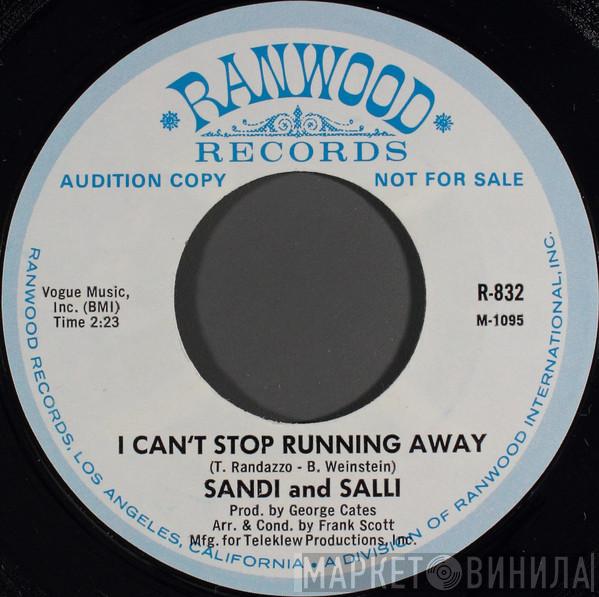 RANWOOD
RECORDS
AUDITION COPY
NOT FOR SALE
Vogue Music,
Inc. (BMI)
Time 2:23
R-832
M-1095
I CAN'T STOP RUNNING AWAY
(T. Randazzo - B. Weinstein)
SANDI and SALLI
Prod. by George Cates
Arr. & Cond. by Frank Scott
Mfg. for Teleklew Productions, Inc.
RANWOOD RECORDS, LOS ANGELES, CALIFORNIA • A DIVISION OF RANWOOD INTERNATIONAL, INC.
МАРКЕТ ВИНИЛА